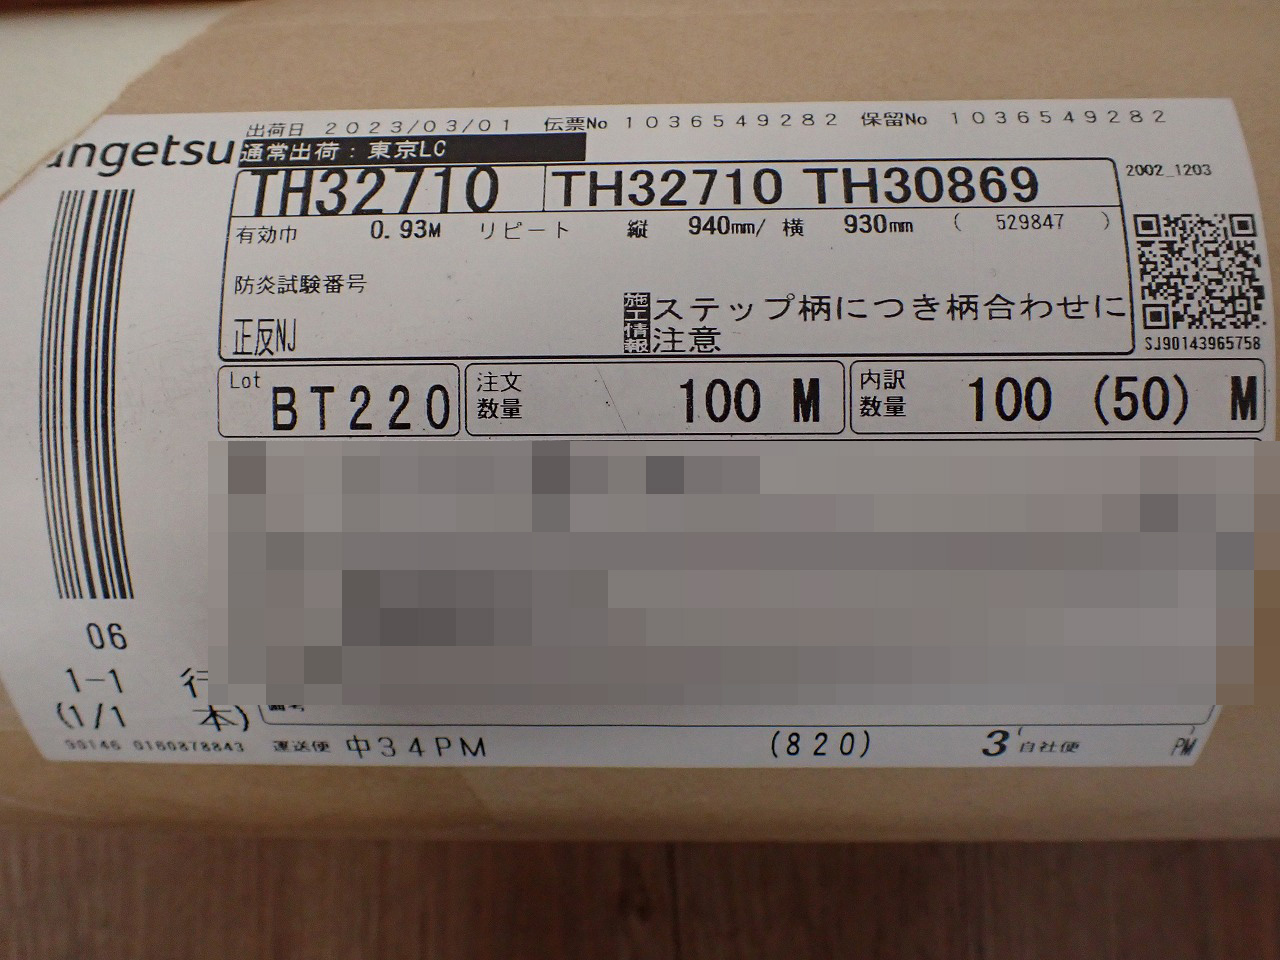 出荷日 2023/03/01 伝票No 1036549282 保留No 1036549282
angetsu 通常出荷：東京LC
TH32710 TH32710 TH30869
2002_1203
有効巾 0.93M リピート 縦 940mm/ 横 930mm ( 529847 )
防炎試験番号
施工情報 ステップ柄につき柄合わせに
注意
正反NJ
SJ90143965758
Lot BT220 注文数量 100 M 内訳数量 100 (50) M
06
1-1 行
(1/1 本)
備考
90146 0160878843 運送便 中34PM (820) 3 自社便 PM